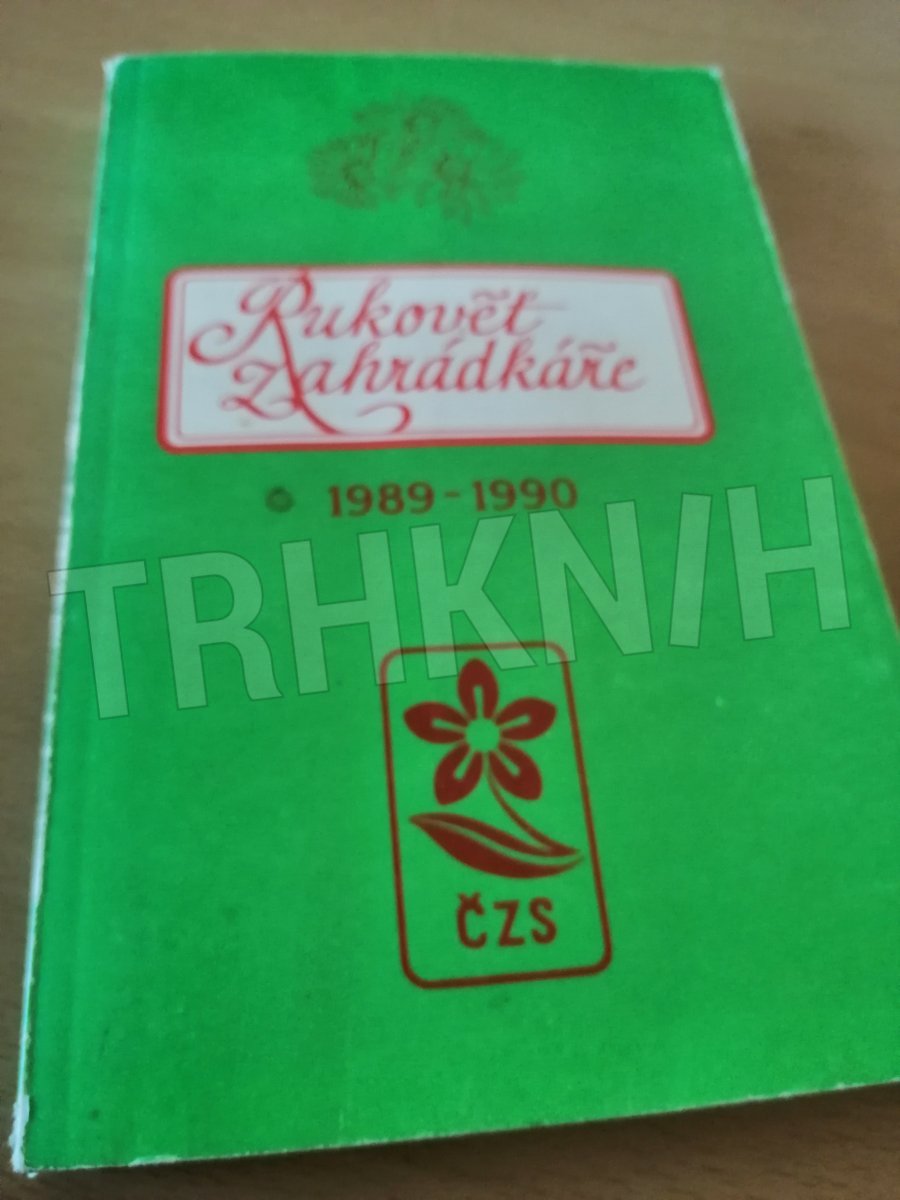 Rukověť
Zahrádkáře
1989-1990
TRHKNIH
ČZS